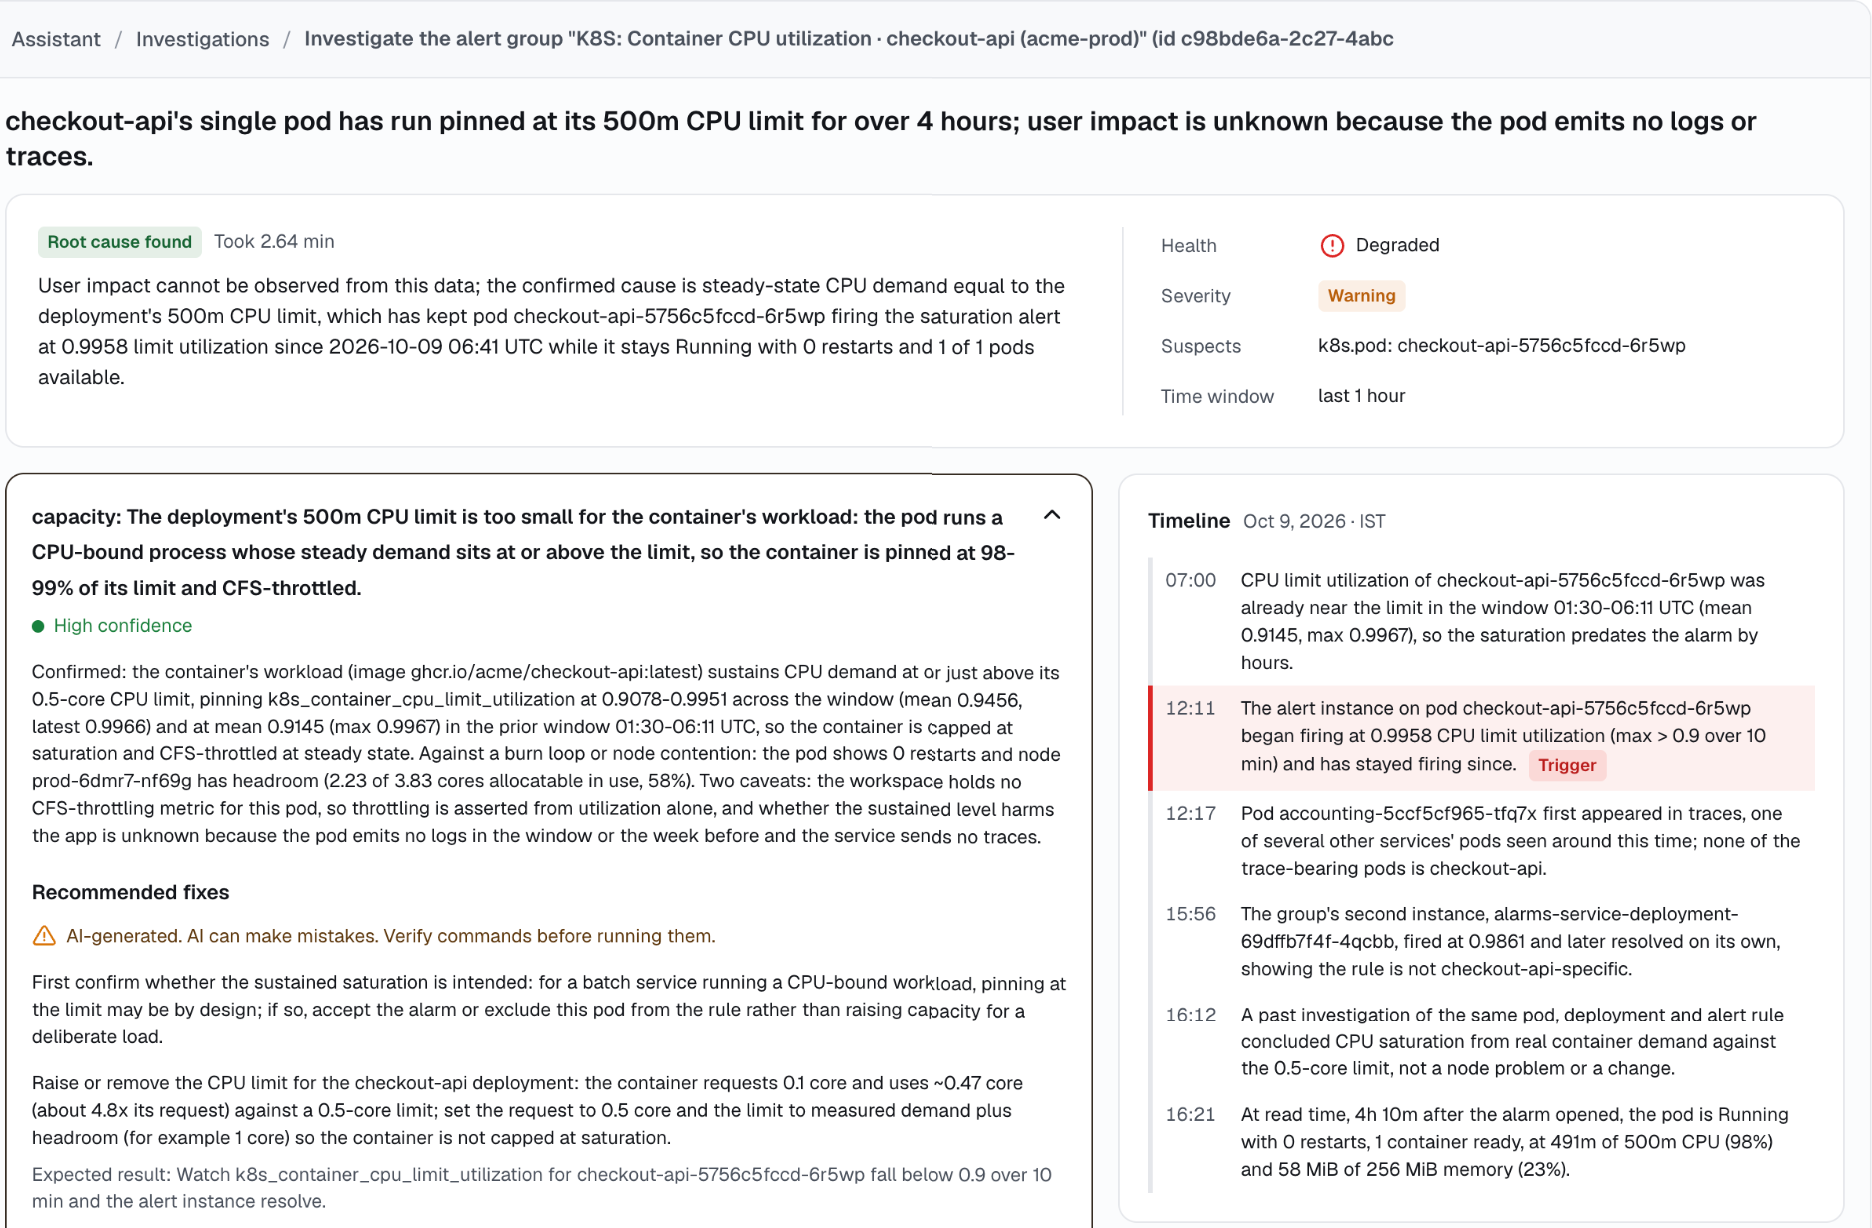 Assistant / Investigations / Investigate the alert group "K8S: Container CPU utilization · checkout-api (acme-prod)" (id c98bde6a-2c27-4abc
checkout-api's single pod has run pinned at its 500m CPU limit for over 4 hours; user impact is unknown because the pod emits no logs or
traces.
Root cause found Took 2.64 min
User impact cannot be observed from this data; the confirmed cause is steady-state CPU demand equal to the
deployment's 500m CPU limit, which has kept pod checkout-api-5756c5fccd-6r5wp firing the saturation alert
at 0.9958 limit utilization since 2026-10-09 06:41 UTC while it stays Running with 0 restarts and 1 of 1 pods
available.
Health Degraded
Severity Warning
Suspects k8s.pod: checkout-api-5756c5fccd-6r5wp
Time window last 1 hour
capacity: The deployment's 500m CPU limit is too small for the container's workload: the pod runs a
CPU-bound process whose steady demand sits at or above the limit, so the container is pinned at 98-
99% of its limit and CFS-throttled.
High confidence
Confirmed: the container's workload (image ghcr.io/acme/checkout-api:latest) sustains CPU demand at or just above its
0.5-core CPU limit, pinning k8s_container_cpu_limit_utilization at 0.9078-0.9951 across the window (mean 0.9456,
latest 0.9966) and at mean 0.9145 (max 0.9967) in the prior window 01:30-06:11 UTC, so the container is capped at
saturation and CFS-throttled at steady state. Against a burn loop or node contention: the pod shows 0 restarts and node
prod-6dmr7-nf69g has headroom (2.23 of 3.83 cores allocatable in use, 58%). Two caveats: the workspace holds no
CFS-throttling metric for this pod, so throttling is asserted from utilization alone, and whether the sustained level harms
the app is unknown because the pod emits no logs in the window or the week before and the service sends no traces.
Recommended fixes
AI-generated. AI can make mistakes. Verify commands before running them.
First confirm whether the sustained saturation is intended: for a batch service running a CPU-bound workload, pinning at
the limit may be by design; if so, accept the alarm or exclude this pod from the rule rather than raising capacity for a
deliberate load.
Raise or remove the CPU limit for the checkout-api deployment: the container requests 0.1 core and uses ~0.47 core
(about 4.8x its request) against a 0.5-core limit; set the request to 0.5 core and the limit to measured demand plus
headroom (for example 1 core) so the container is not capped at saturation.
Expected result: Watch k8s_container_cpu_limit_utilization for checkout-api-5756c5fccd-6r5wp fall below 0.9 over 10
min and the alert instance resolve.
Timeline Oct 9, 2026 · IST
07:00 CPU limit utilization of checkout-api-5756c5fccd-6r5wp was
already near the limit in the window 01:30-06:11 UTC (mean
0.9145, max 0.9967), so the saturation predates the alarm by
hours.
12:11 The alert instance on pod checkout-api-5756c5fccd-6r5wp
began firing at 0.9958 CPU limit utilization (max > 0.9 over 10
min) and has stayed firing since. Trigger
12:17 Pod accounting-5ccf5cf965-tfq7x first appeared in traces, one
of several other services' pods seen around this time; none of the
trace-bearing pods is checkout-api.
15:56 The group's second instance, alarms-service-deployment-
69dffb7f4f-4qcbb, fired at 0.9861 and later resolved on its own,
showing the rule is not checkout-api-specific.
16:12 A past investigation of the same pod, deployment and alert rule
concluded CPU saturation from real container demand against
the 0.5-core limit, not a node problem or a change.
16:21 At read time, 4h 10m after the alarm opened, the pod is Running
with 0 restarts, 1 container ready, at 491m of 500m CPU (98%)
and 58 MiB of 256 MiB memory (23%).